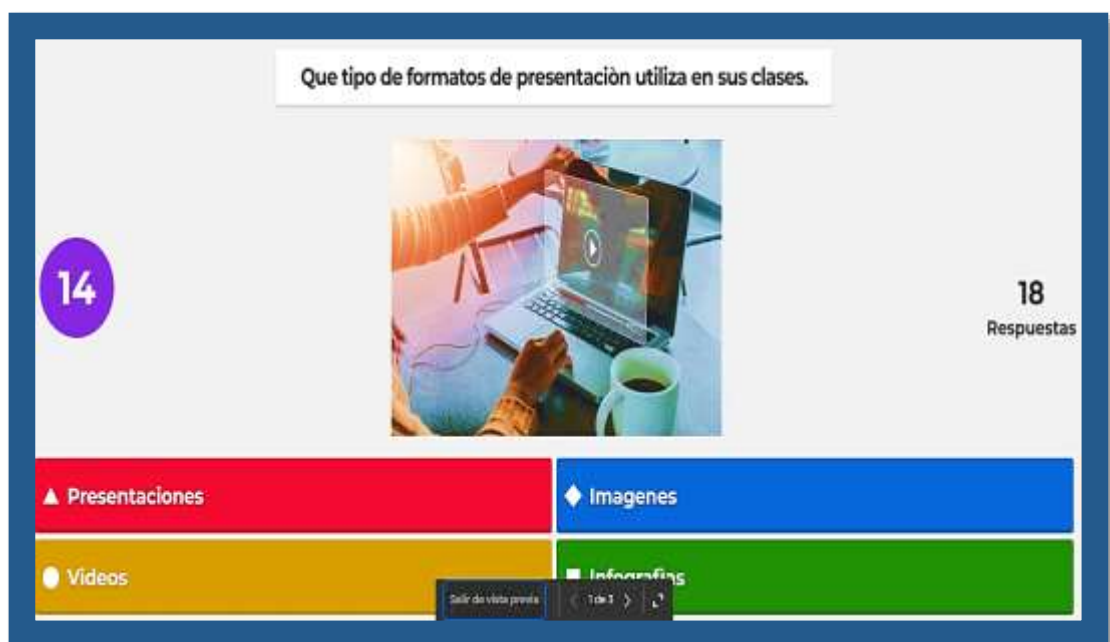 Que tipo de formatos de presentaciòn utiliza en sus clases.
14
18
Respuestas
Presentaciones
Imagenes
Videos
Infografias
Salir de vista previa
1 de 3